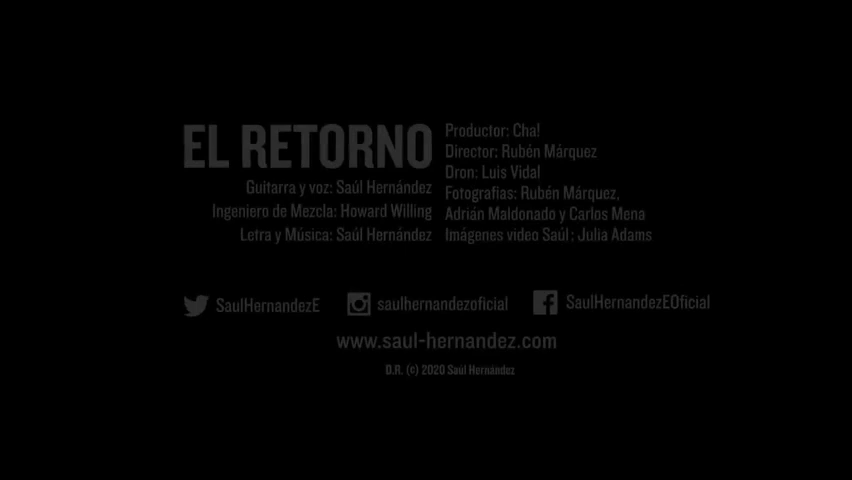 EL RETORNO
Guitarra y voz: Saúl Hernández
Ingeniero de Mezcla: Howard Willing
Letra y Música: Saúl Hernández
Productor: Cha!
Director: Rubén Márquez
Dron: Luis Vidal
Fotografías: Rubén Márquez,
Adrián Maldonado y Carlos Mena
Imágenes video Saúl: Julia Adams
SaulHernandezE
saulhernandezoficial
SaulHernandezEOficial
www.saul-hernandez.com
D.R. (c) 2020 Saúl Hernández